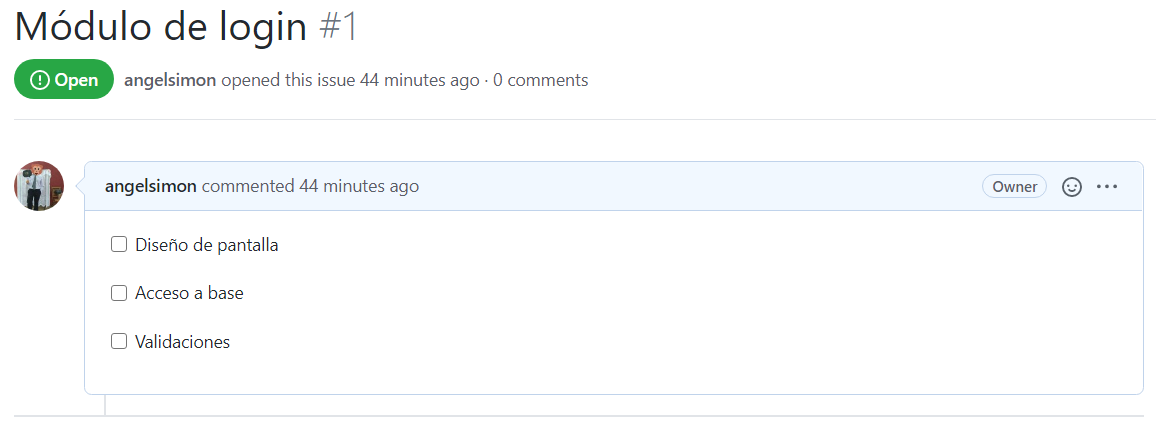 Módulo de login #1
Open angelsimon opened this issue 44 minutes ago · 0 comments
angelsimon commented 44 minutes ago Owner
Diseño de pantalla
Acceso a base
Validaciones